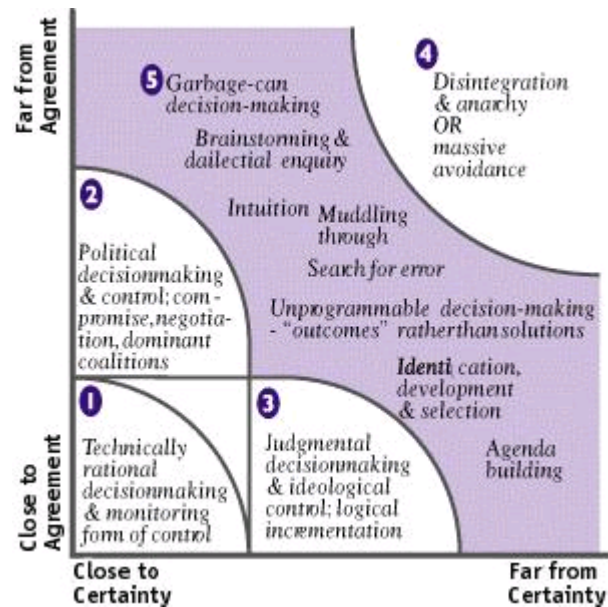 Far from
Agreement
5
Garbage-can
decision-making
Brainstorming &
dailectial enquiry
Intuition
Muddling
through
Search for error
Unprogrammable decision-making
- “outcomes” ratherthansolutions
Identi cation,
development
& selection
Agenda
building
4
Disintegration
& anarchy
OR
massive
avoidance
2
Political
decisionmaking
& control; com-
promise, negotia-
tion, dominant
coalitions
1
Technically
rational
decisionmaking
& monitoring
form of control
3
Judgmental
decisionmaking
& ideological
control; logical
incrementation
Close to
Agreement
Close to
Certainty
Far from
Certainty